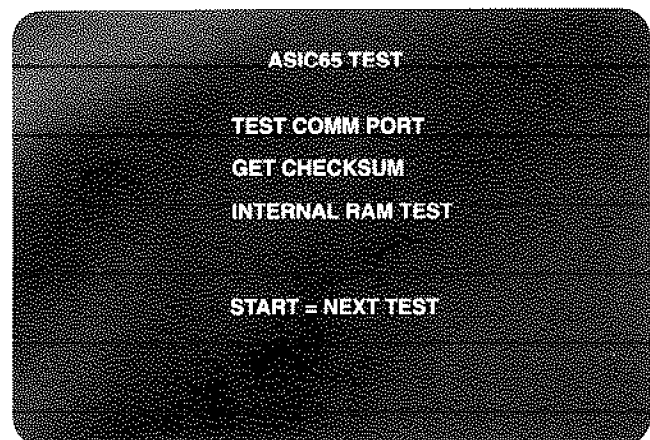 ASIC65 TEST
TEST COMM PORT
GET CHECKSUM
INTERNAL RAM TEST
START = NEXT TEST